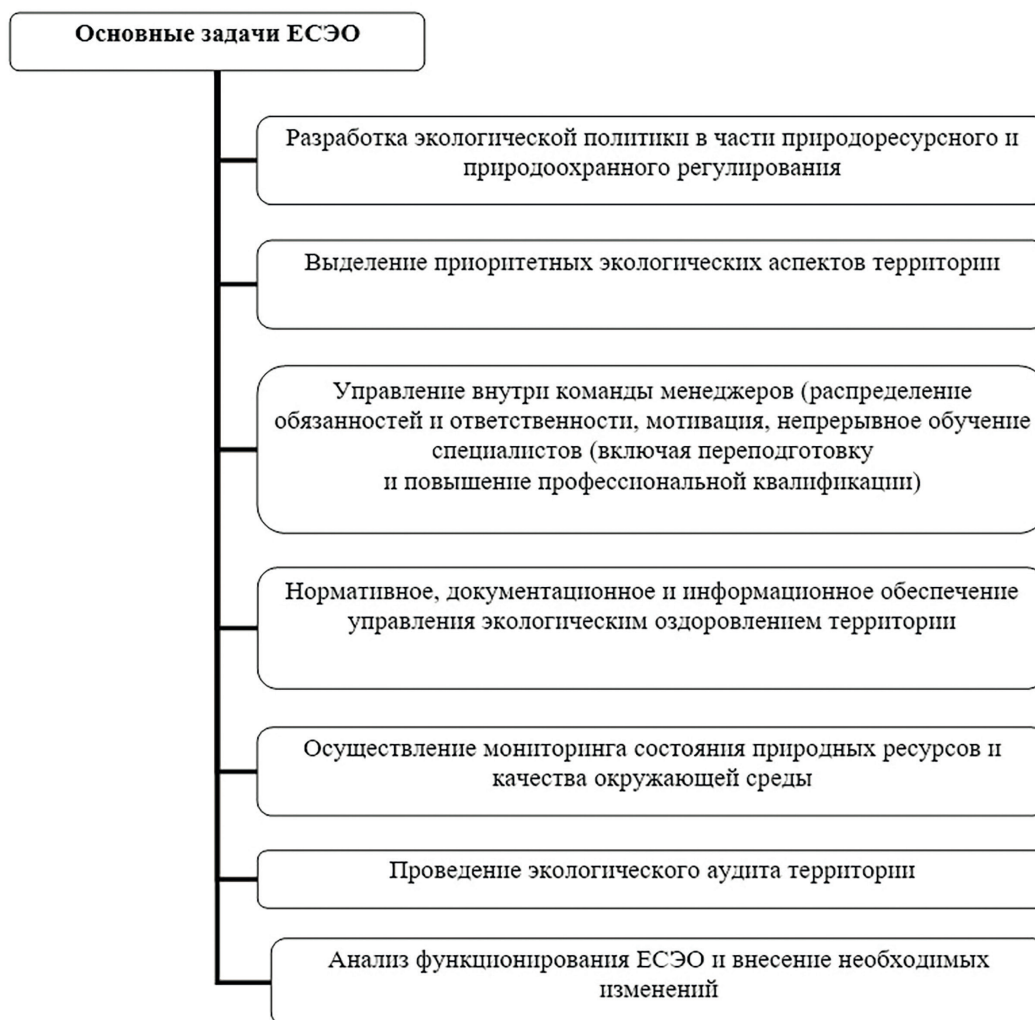 Основные задачи ЕСЭО
Разработка экологической политики в части природоресурсного и
природоохранного регулирования
Выделение приоритетных экологических аспектов территории
Управление внутри команды менеджеров (распределение
обязанностей и ответственности, мотивация, непрерывное обучение
специалистов (включая переподготовку
и повышение профессиональной квалификации)
Нормативное, документационное и информационное обеспечение
управления экологическим оздоровлением территории
Осуществление мониторинга состояния природных ресурсов и
качества окружающей среды
Проведение экологического аудита территории
Анализ функционирования ЕСЭО и внесение необходимых
изменений